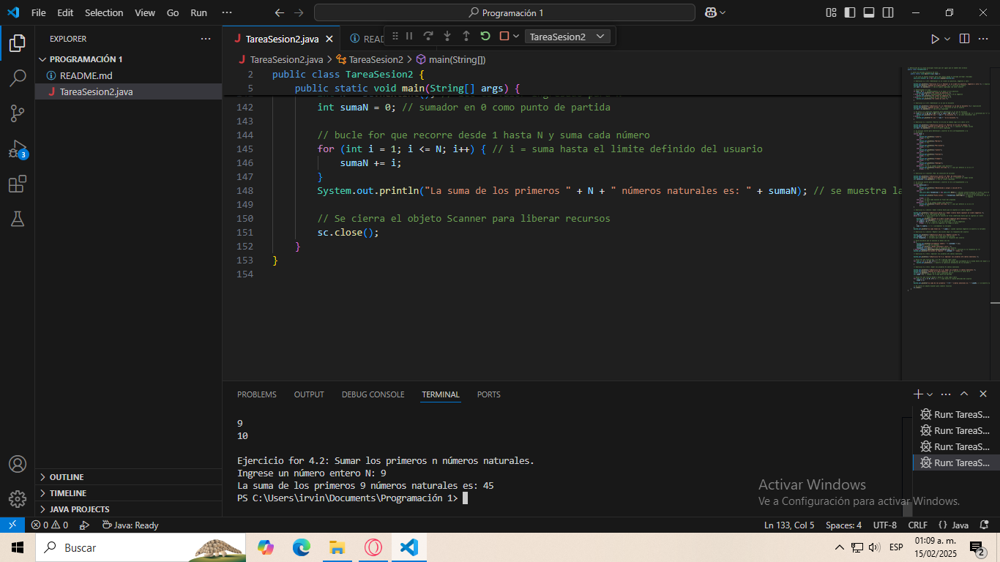 File Edit Selection View Go Run ··· Programación 1
EXPLORER
PROGRAMACIÓN 1
README.md
TareaSesion2.java
OUTLINE
TIMELINE
JAVA PROJECTS
TareaSesion2.java READ TareaSesion2
TareaSesion2.java > TareaSesion2 > main(String[])
2 public class TareaSesion2 {
5 public static void main(String[] args) {
142 int sumaN = 0; // sumador en 0 como punto de partida
143
144 // bucle for que recorre desde 1 hasta N y suma cada número
145 for (int i = 1; i <= N; i++) { // i = suma hasta el limite definido del usuario
146 sumaN += i;
147 }
148 System.out.println("La suma de los primeros " + N + " números naturales es: " + sumaN); // se muestra la
149
150 // Se cierra el objeto Scanner para liberar recursos
151 sc.close();
152 }
153 }
154
PROBLEMS OUTPUT DEBUG CONSOLE TERMINAL PORTS
9
10
Ejercicio for 4.2: Sumar los primeros n números naturales.
Ingrese un número entero N: 9
La suma de los primeros 9 números naturales es: 45
PS C:\Users\irvin\Documents\Programación 1>
Run: TareaS...
Run: TareaS...
Run: TareaS...
Run: TareaS...
Activar Windows
Ve a Configuración para activar Windows.
3
0 0 Java: Ready Ln 133, Col 5 Spaces: 4 UTF-8 CRLF {} Java
Buscar
ESP
01:09 a. m.
15/02/2025
2